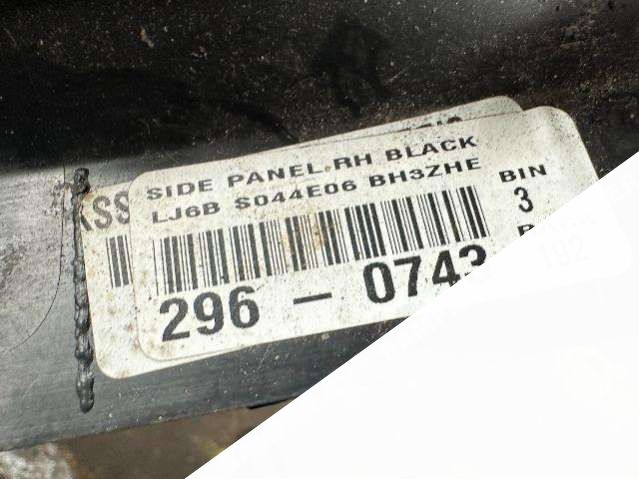 SIDE PANEL.RH BLACK
LJ6B S044E06 BH3ZHE
BIN
3
296 - 0743